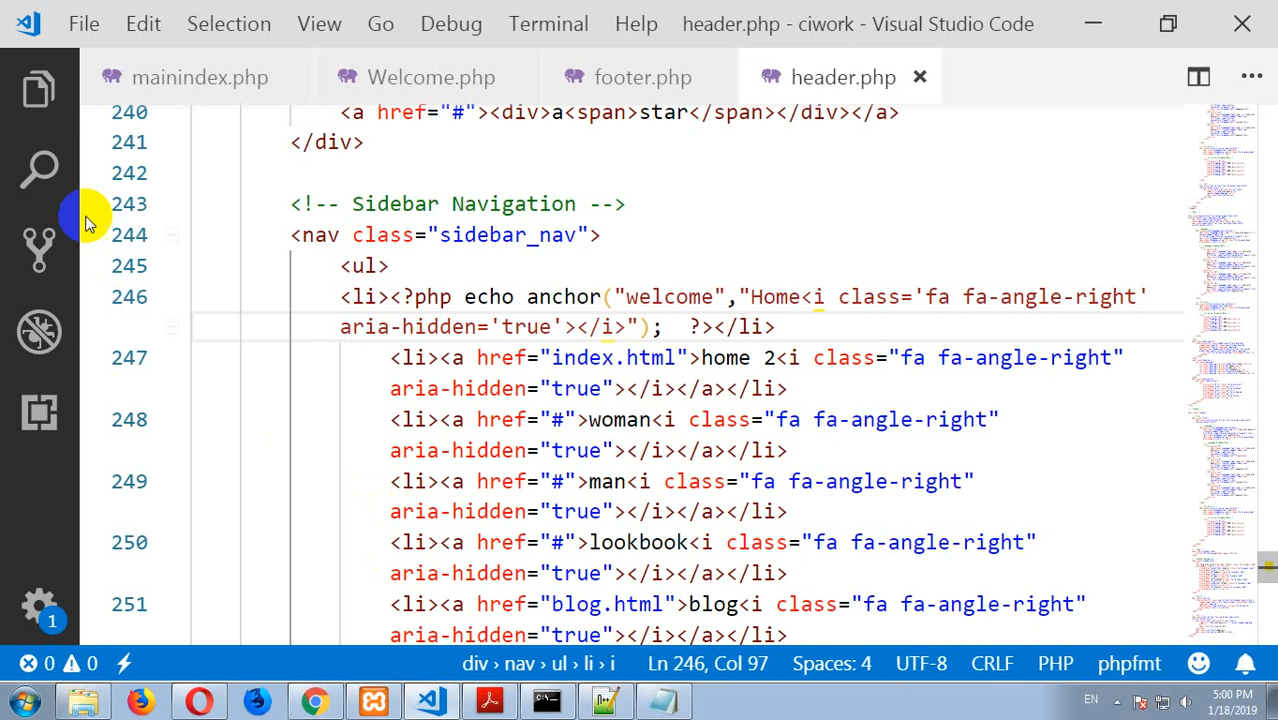 File Edit Selection View Go Debug Terminal Help header.php - ciwork - Visual Studio Code
mainindex.php Welcome.php footer.php header.php
240 <a href="#"><div>a<span>star</span></div></a>
241 </div>
242
243 <!-- Sidebar Navigation -->
244 <nav class="sidebar_nav">
245 <ul>
246 <li><?php echo anchor("welcome","Home<i class='fa fa-angle-right'
aria-hidden='true'></i>");  ?></li>
247 <li><a href="index.html">home 2<i class="fa fa-angle-right"
aria-hidden="true"></i></a></li>
248 <li><a href="#">woman<i class="fa fa-angle-right"
aria-hidden="true"></i></a></li>
249 <li><a href="#">man<i class="fa fa-angle-right"
aria-hidden="true"></i></a></li>
250 <li><a href="#">lookbook<i class="fa fa-angle-right"
aria-hidden="true"></i></a></li>
251 <li><a href="blog.html">blog<i class="fa fa-angle-right"
aria-hidden="true"></i></a></li>
1
0 0 div › nav › ul › li › i Ln 246, Col 97 Spaces: 4 UTF-8 CRLF PHP phpfmt
EN 5:00 PM
1/18/2019